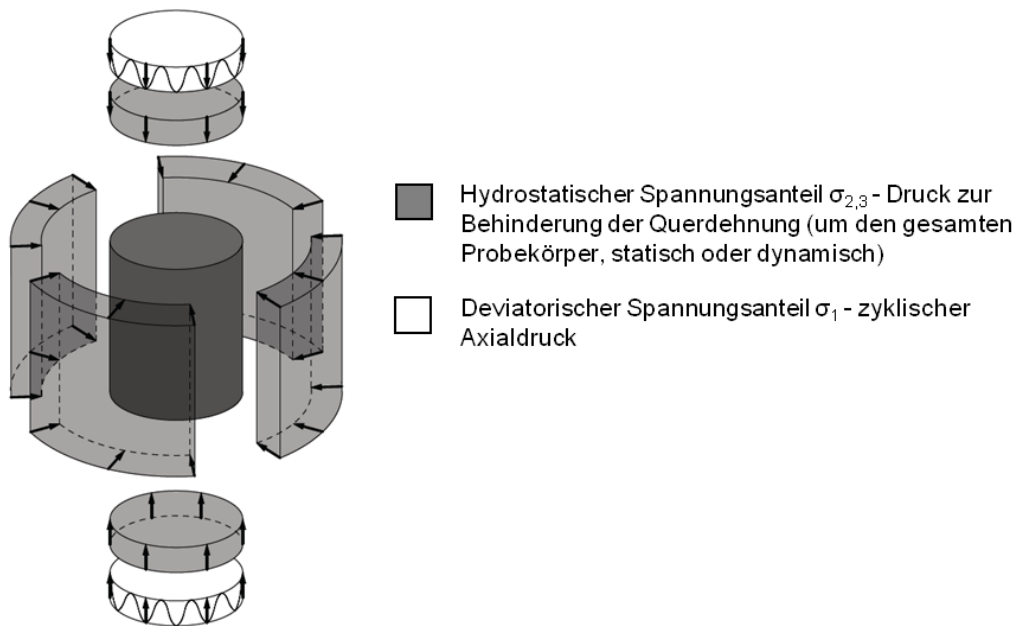 Hydrostatischer Spannungsanteil σ2,3 - Druck zur
Behinderung der Querdehnung (um den gesamten
Probekörper, statisch oder dynamisch)
Deviatorischer Spannungsanteil σ1 - zyklischer
Axialdruck